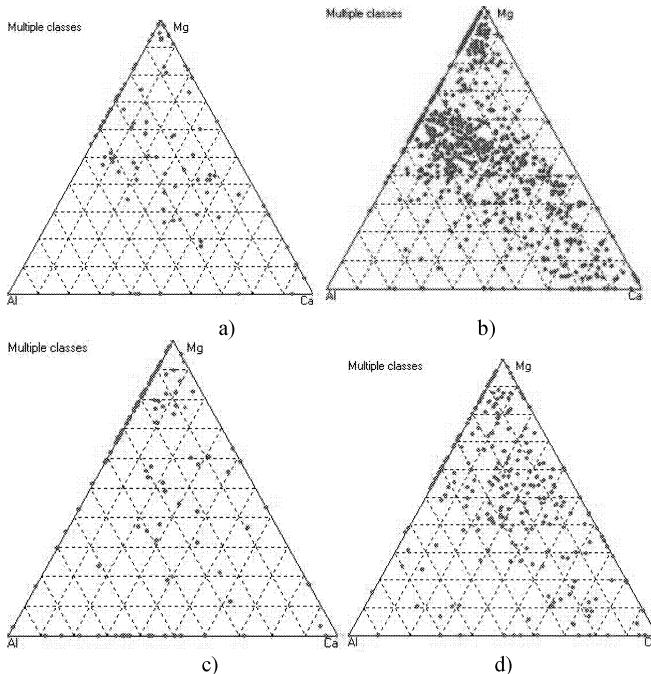 Multiple classes
Mg
Al
Ca
a)
Multiple classes
Mg
Al
Ca
b)
Multiple classes
Mg
Al
Ca
c)
Multiple classes
Mg
Al
C
d)